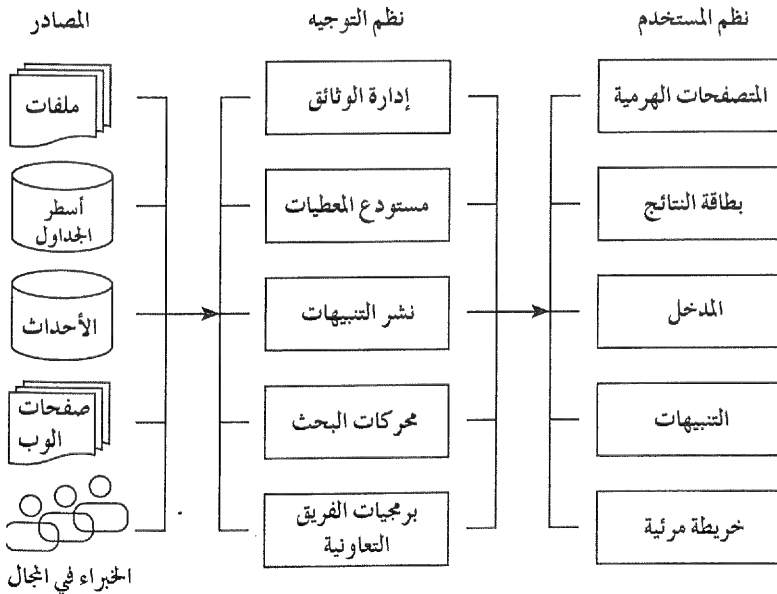 المصادر
نظم التوجيه
نظم المستخدم
ملفات
أسطر
الجداول
الأحداث
صفحات
الوب
الخبراء في المجال
إدارة الوثائق
مستودع المعطيات
نشر التنبيهات
محركات البحث
برمجيات الفريق
التعاونية
المتصفحات الهرمية
بطاقة النتائج
المدخل
التنبيهات
خريطة مرئية